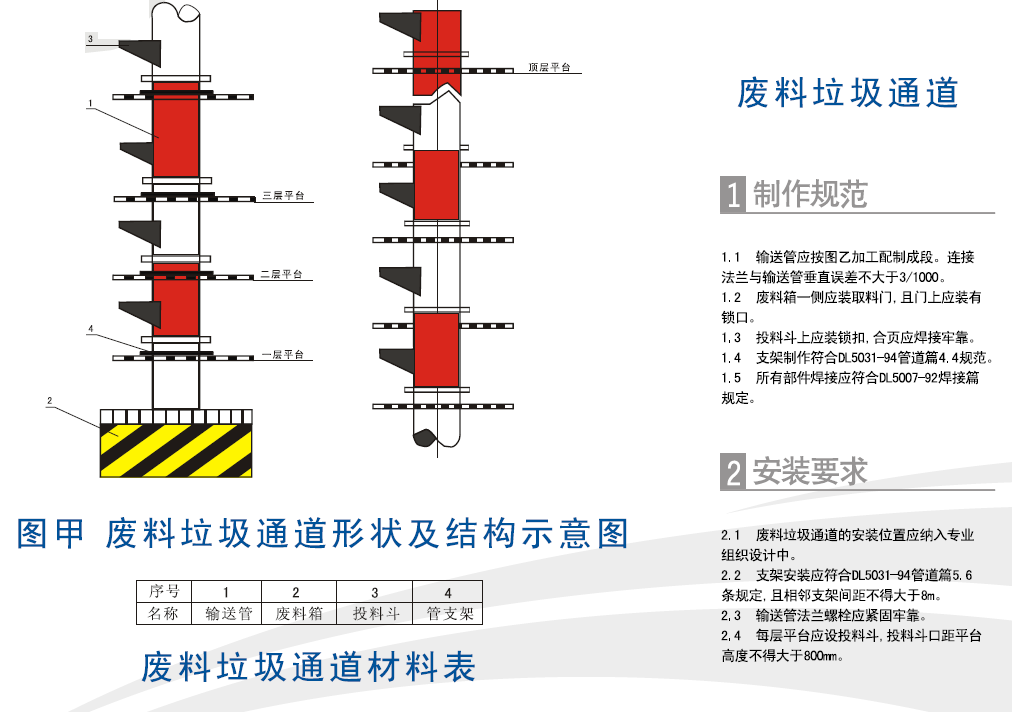 3
1
三层平台
二层平台
4
一层平台
2
顶层平台
图甲 废料垃圾通道形状及结构示意图
序号 1 2 3 4
名称 输送管 废料箱 投料斗 管支架
废料垃圾通道材料表
废料垃圾通道
1 制作规范
1.1 输送管应按图乙加工配制成段。连接
法兰与输送管垂直误差不大于3/1000。
1.2 废料箱一侧应装取料门,且门上应装有
锁口。
1.3 投料斗上应装锁扣,合页应焊接牢靠。
1.4 支架制作符合DL5031-94管道篇4.4规范。
1.5 所有部件焊接应符合DL5007-92焊接篇
规定。
2 安装要求
2.1 废料垃圾通道的安装位置应纳入专业
组织设计中。
2.2 支架安装应符合DL5031-94管道篇5.6
条规定,且相邻支架间距不得大于8m。
2.3 输送管法兰螺栓应紧固牢靠。
2.4 每层平台应设投料斗,投料斗口距平台
高度不得大于800mm。